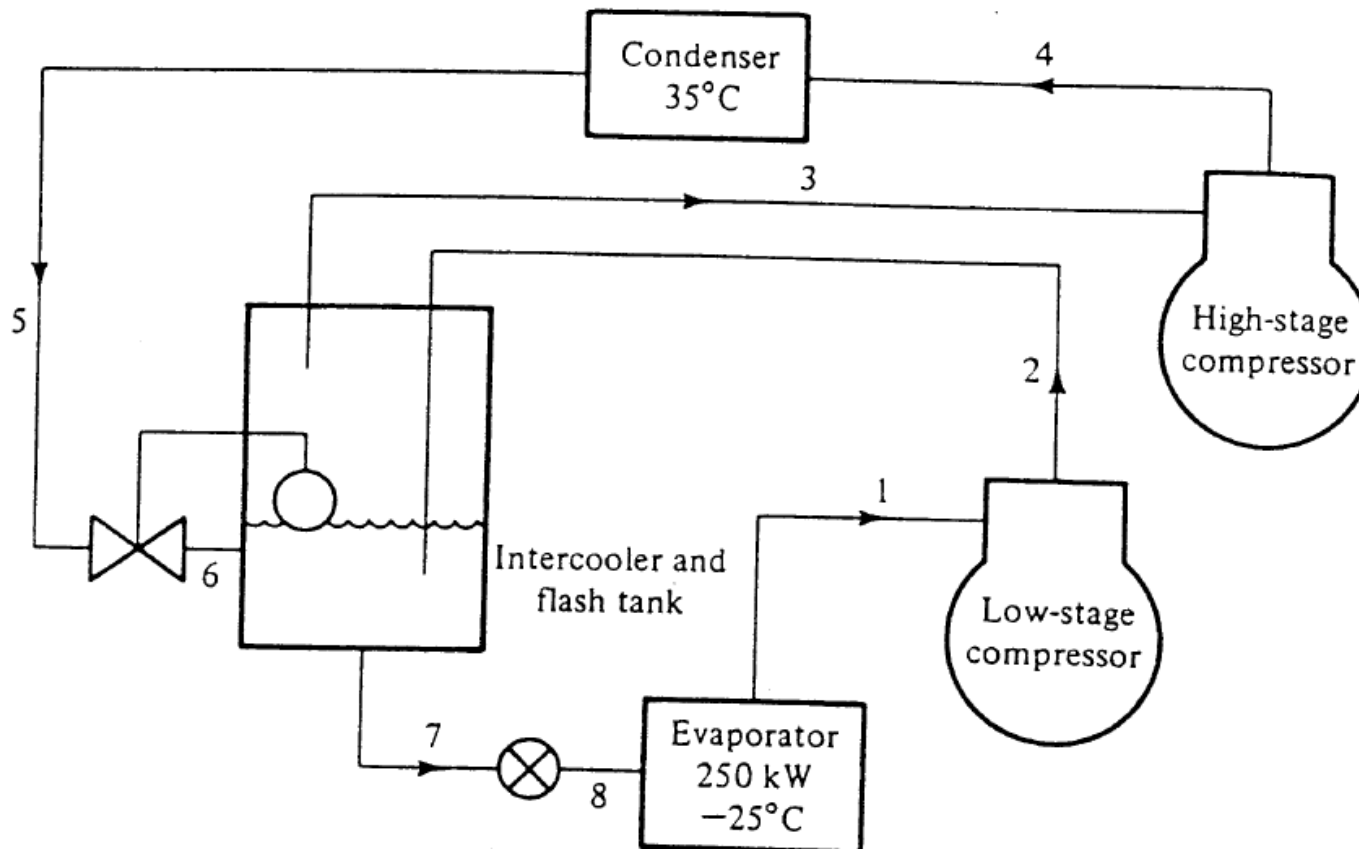 Condenser
35°C
4
3
5
High-stage
compressor
2
1
6
Intercooler and
flash tank
Low-stage
compressor
7
8
Evaporator
250 kW
−25°C